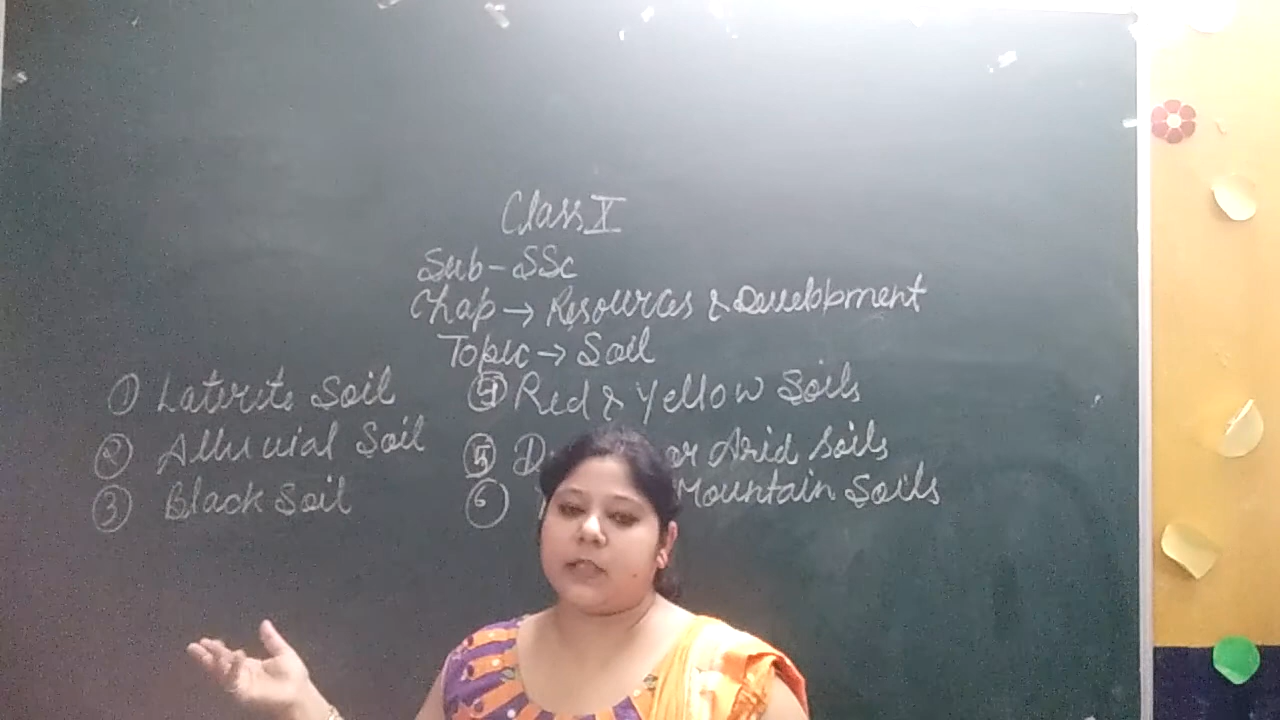 Class X
Sub - SSc
Chap → Resources & Development
Topic → Soil
① Laterite Soil
② Alluvial Soil
③ Black Soil
④ Red & Yellow Soils
⑤ or Arid Soils
⑥ Mountain Soils